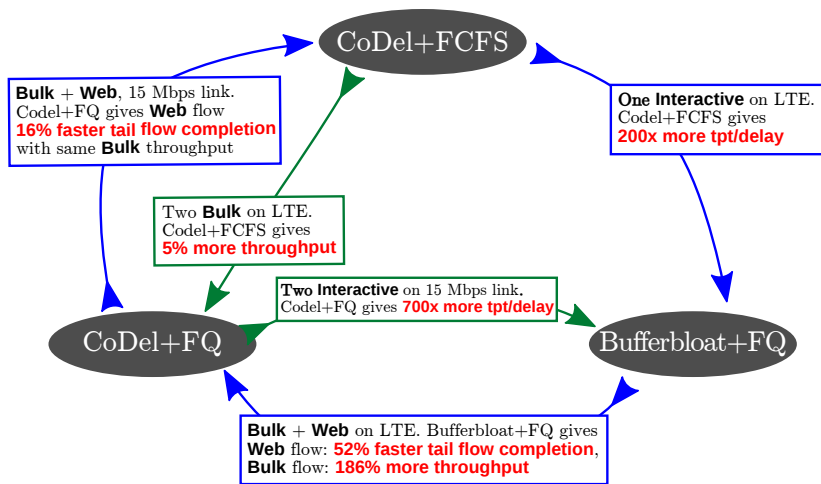 CoDel+FCFS
Bulk + Web, 15 Mbps link.
Codel+FQ gives Web flow
16% faster tail flow completion
with same Bulk throughput
One Interactive on LTE.
Codel+FCFS gives
200x more tpt/delay
Two Bulk on LTE.
Codel+FCFS gives
5% more throughput
Two Interactive on 15 Mbps link.
Codel+FQ gives 700x more tpt/delay
CoDel+FQ
Bufferbloat+FQ
Bulk + Web on LTE. Bufferbloat+FQ gives
Web flow: 52% faster tail flow completion,
Bulk flow: 186% more throughput